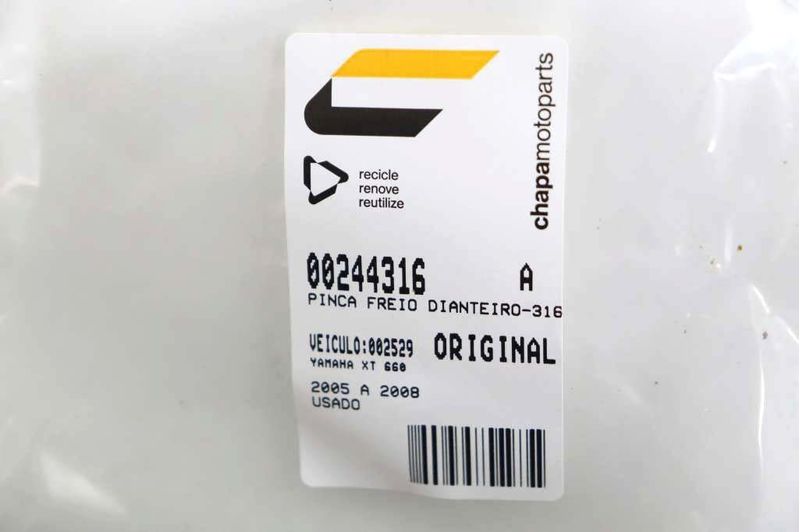 chapamotoparts
recicle
renove
reutilize
00244316 A
PINCA FREIO DIANTEIRO-316
VEICULO:002529 ORIGINAL
YAMAHA XT 660
2005 A 2008
USADO